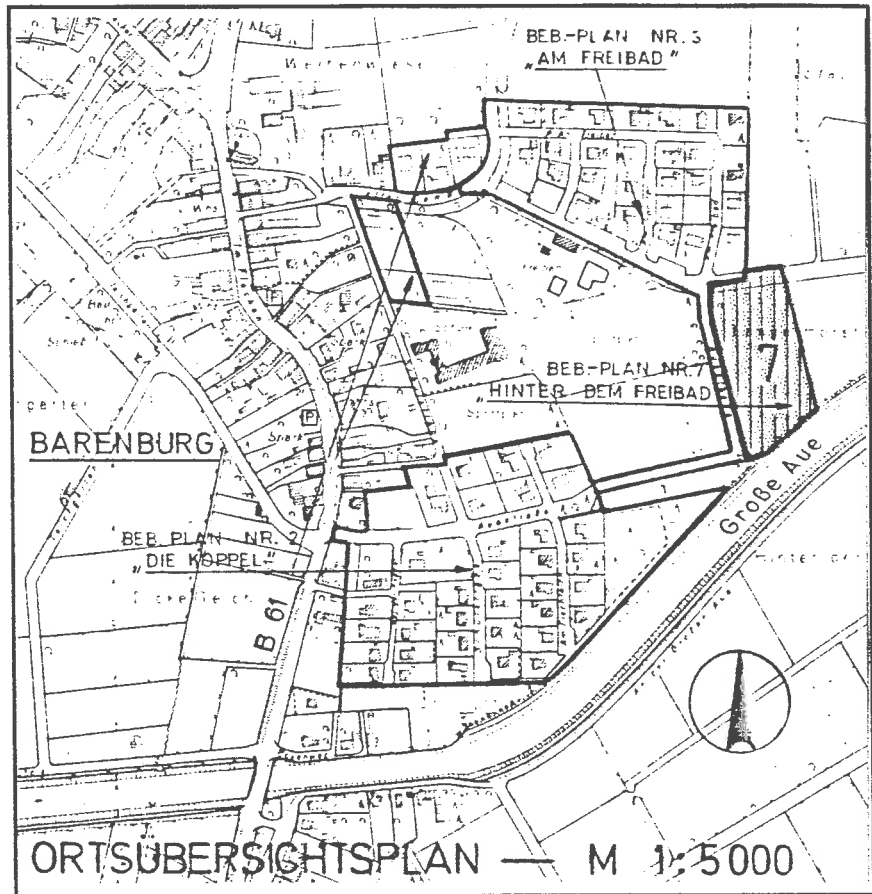 BEB.-PLAN NR. 3
„AM FREIBAD"
7
BEB-PLAN NR. 7
„HINTER DEM FREIBAD
BARENBURG
Große Aue
BEB. PLAN NR. 2
„DIE KOPPEL"
B 61
ORTSÜBERSICHTSPLAN — M 1: 5000